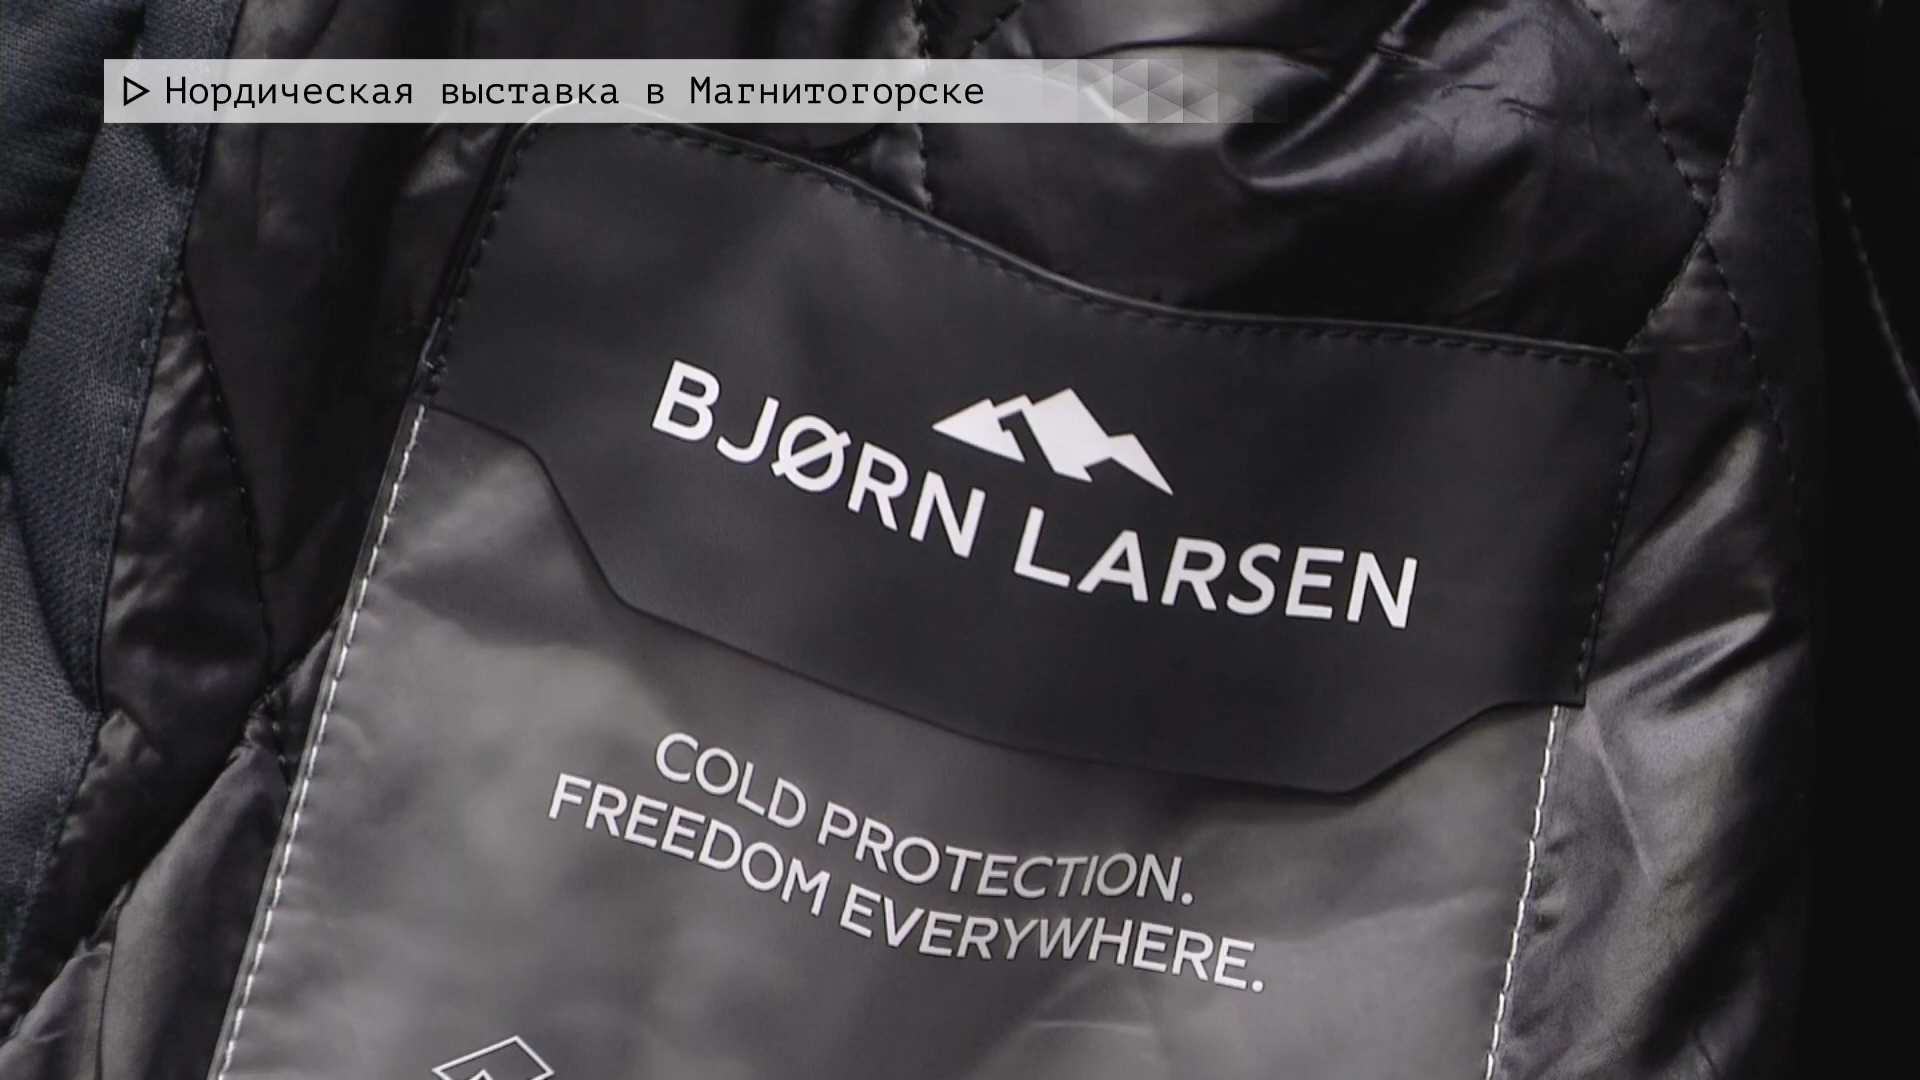 Нордическая выставка в Магнитогорске
BJØRN LARSEN
COLD PROTECTION.
FREEDOM EVERYWHERE.